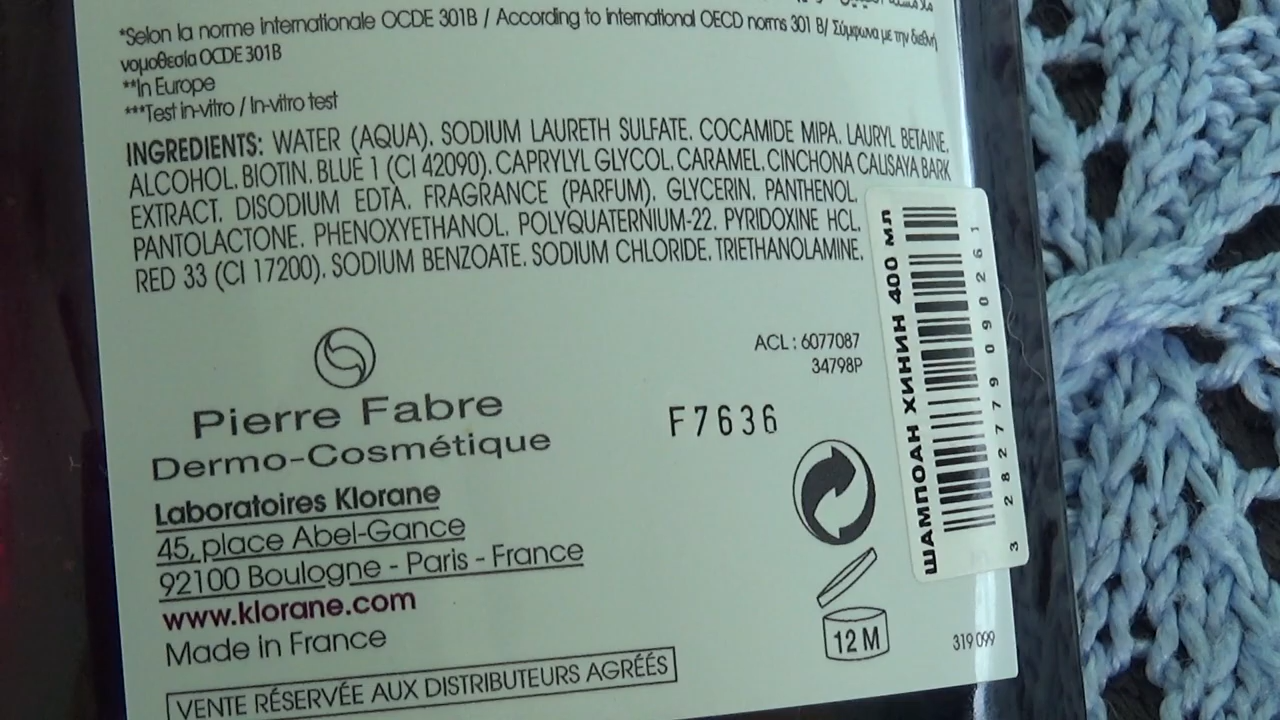 *Selon la norme internationale OCDE 301B / According to international OECD norms 301 B/ Σύμφωνα με την διεθνή
νομοθεσία OCDE 301B
**In Europe
***Test in-vitro / In-vitro test
INGREDIENTS: WATER (AQUA). SODIUM LAURETH SULFATE. COCAMIDE MIPA. LAURYL BETAINE.
ALCOHOL. BIOTIN. BLUE 1 (CI 42090). CAPRYLYL GLYCOL. CARAMEL. CINCHONA CALISAYA BARK
EXTRACT. DISODIUM EDTA. FRAGRANCE (PARFUM). GLYCERIN. PANTHENOL.
PANTOLACTONE. PHENOXYETHANOL. POLYQUATERNIUM-22. PYRIDOXINE HCL.
RED 33 (CI 17200). SODIUM BENZOATE. SODIUM CHLORIDE. TRIETHANOLAMINE.
ШАМПОАН ХИНИН 400 МЛ
3 282779 090261
ACL : 6077087
34798P
Pierre Fabre
Dermo-Cosmétique
F7636
Laboratoires Klorane
45, place Abel-Gance
92100 Boulogne - Paris - France
www.klorane.com
Made in France
12 M
319 099
VENTE RÉSERVÉE AUX DISTRIBUTEURS AGRÉÉS